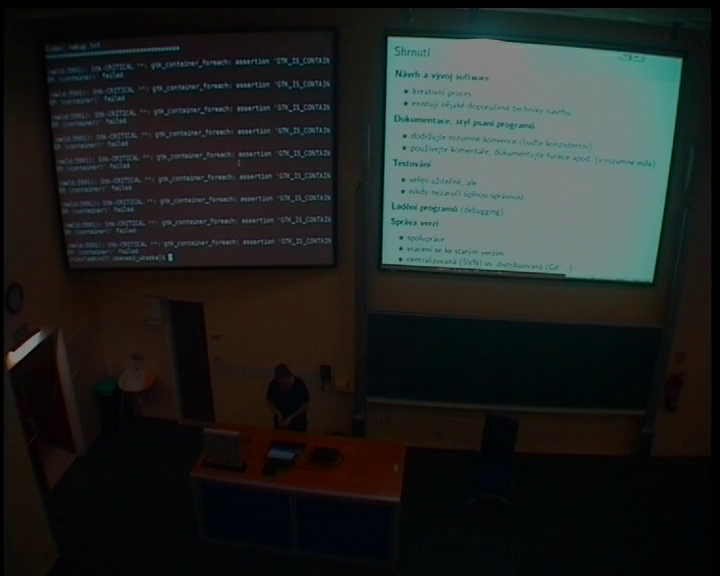 Index: nakup.txt
(meld:5991): Gtk-CRITICAL **: gtk_container_foreach: assertion 'GTK_IS_CONTAIN
ER (container)' failed
(meld:5991): Gtk-CRITICAL **: gtk_container_foreach: assertion 'GTK_IS_CONTAIN
ER (container)' failed
(meld:5991): Gtk-CRITICAL **: gtk_container_foreach: assertion 'GTK_IS_CONTAIN
ER (container)' failed
(meld:5991): Gtk-CRITICAL **: gtk_container_foreach: assertion 'GTK_IS_CONTAIN
ER (container)' failed
(meld:5991): Gtk-CRITICAL **: gtk_container_foreach: assertion 'GTK_IS_CONTAIN
ER (container)' failed
(meld:5991): Gtk-CRITICAL **: gtk_container_foreach: assertion 'GTK_IS_CONTAIN
ER (container)' failed
(meld:5991): Gtk-CRITICAL **: gtk_container_foreach: assertion 'GTK_IS_CONTAIN
ER (container)' failed
(meld:5991): Gtk-CRITICAL **: gtk_container_foreach: assertion 'GTK_IS_CONTAIN
ER (container)' failed
Shrnutí
Návrh a vývoj software
kreativní proces
existují nějaké doporučené techniky návrhu
Dokumentace, styl psaní programů
dodržujte rozumné konvence (buďte konzistentní)
používejte komentáře, dokumentujte funkce apod. (v rozumné míře)
Testování
velmi užitečné, ale
nikdy nezaručí úplnou správnost
Ladění programů (debugging)
Správa verzí
spolupráce
vracení se ke starým verzím
centralizovaná (SVN) vs. distribuovaná (Git...)